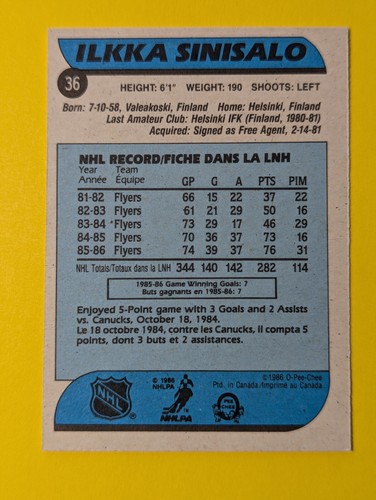 ILKKA SINISALO
36
HEIGHT: 6'1" WEIGHT: 190 SHOOTS: LEFT
Born: 7-10-58, Valeakoski, Finland Home: Helsinki, Finland
Last Amateur Club: Helsinki IFK (Finland, 1980-81)
Acquired: Signed as Free Agent, 2-14-81
NHL RECORD/FICHE DANS LA LNH
Year Team
Année Équipe GP G A PTS PIM
81-82 Flyers 66 15 22 37 22
82-83 Flyers 61 21 29 50 16
83-84 Flyers 73 29 17 46 29
84-85 Flyers 70 36 37 73 16
85-86 Flyers 74 39 37 76 31
NHL Totals/Totaux dans la LNH 344 140 142 282 114
1985-86 Game Winning Goals: 7
Buts gagnants en 1985-86: 7
Enjoyed 5-Point game with 3 Goals and 2 Assists
vs. Canucks, October 18, 1984.
Le 18 octobre 1984, contre les Canucks, il compta 5
points, dont 3 buts et 2 assistances.
NHL
© 1986
NHLPA
NHLPA
O PEE CHEE
©1986 O-Pee-Chee
Ptd. in Canada/Imprimé au Canada